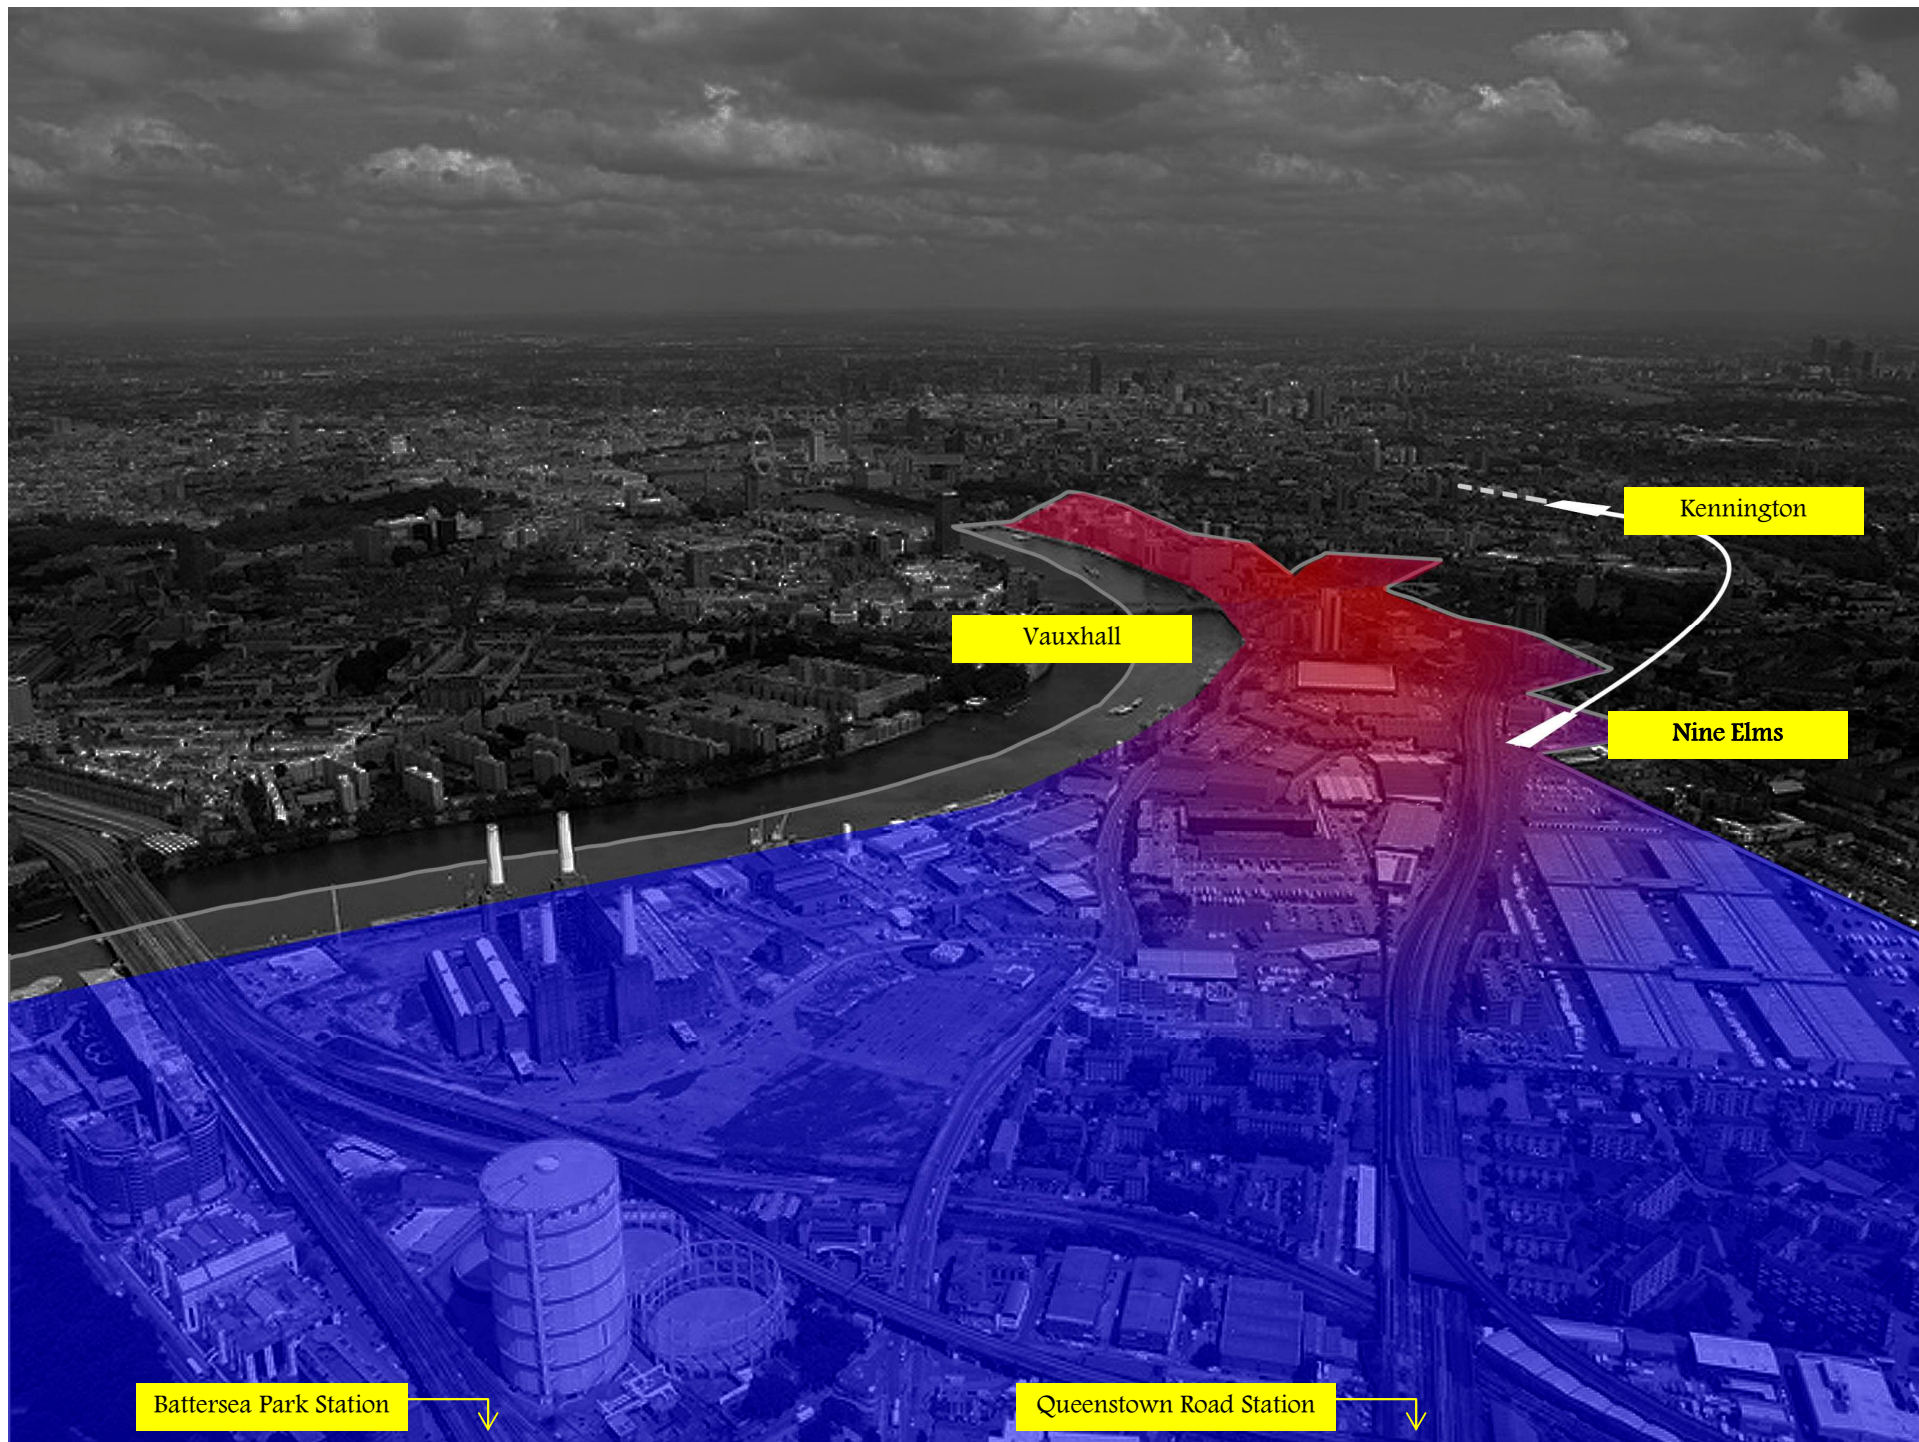 Kennington
Vauxhall
Nine Elms
Battersea Park Station
Queenstown Road Station